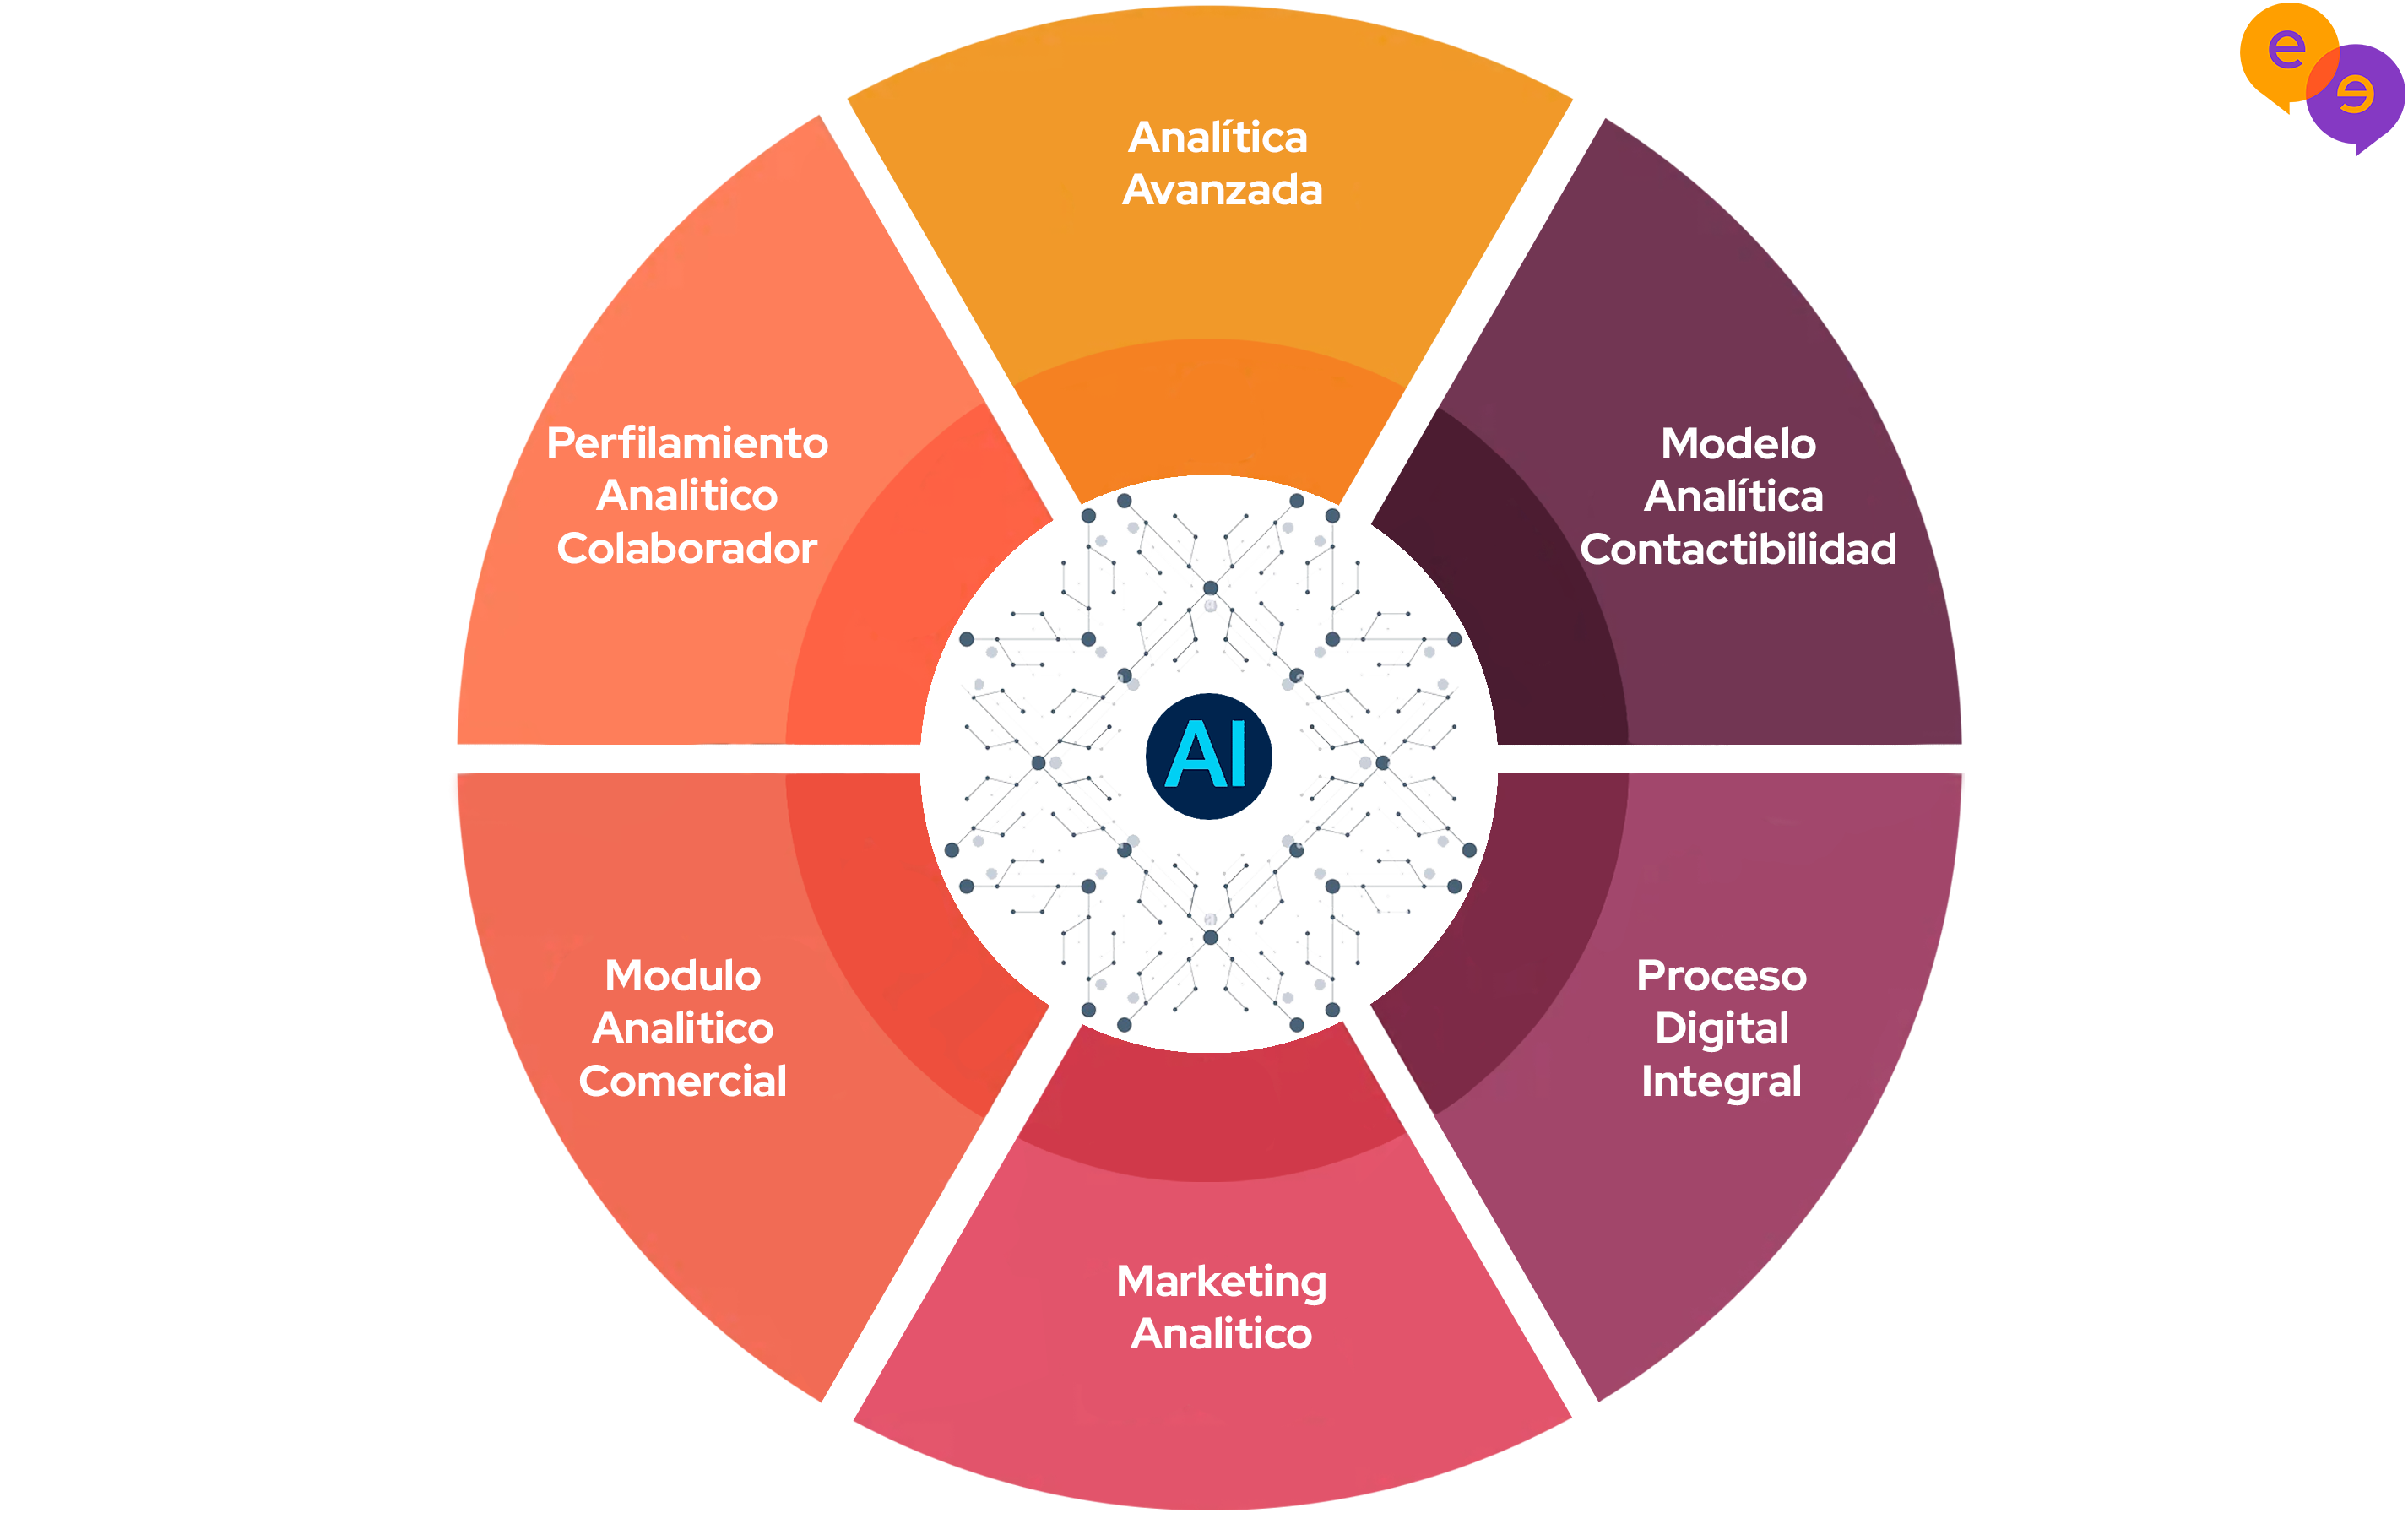 e
e
Analítica
Avanzada
Perfilamiento
Analitico
Colaborador
Modelo
Analítica
Contactibilidad
AI
Modulo
Analitico
Comercial
Proceso
Digital
Integral
Marketing
Analitico